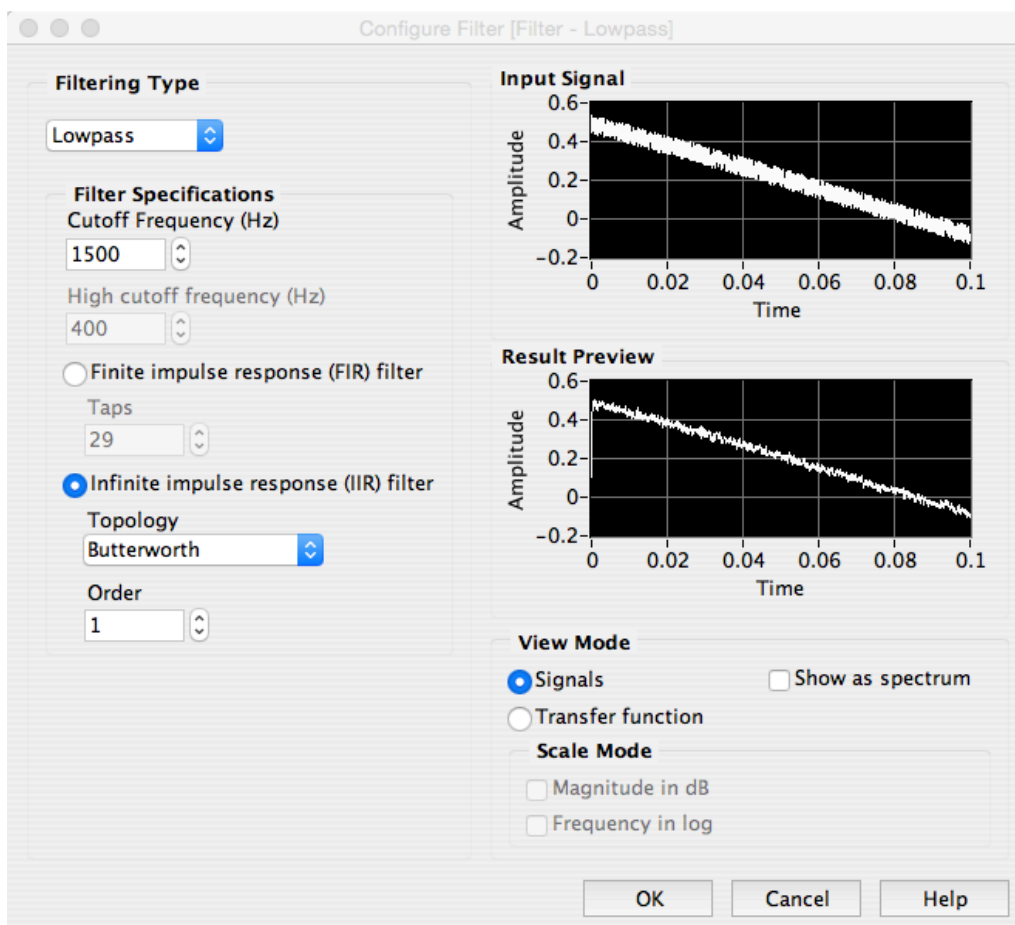 Configure Filter [Filter - Lowpass]
Filtering Type
Lowpass
Filter Specifications
Cutoff Frequency (Hz)
1500
High cutoff frequency (Hz)
400
Finite impulse response (FIR) filter
Taps
29
Infinite impulse response (IIR) filter
Topology
Butterworth
Order
1
Input Signal
0.6
0.4
0.2
0
-0.2
Amplitude
0 0.02 0.04 0.06 0.08 0.1
Time
Result Preview
0.6
0.4
0.2
0
-0.2
Amplitude
0 0.02 0.04 0.06 0.08 0.1
Time
View Mode
Signals
Show as spectrum
Transfer function
Scale Mode
Magnitude in dB
Frequency in log
OK Cancel Help